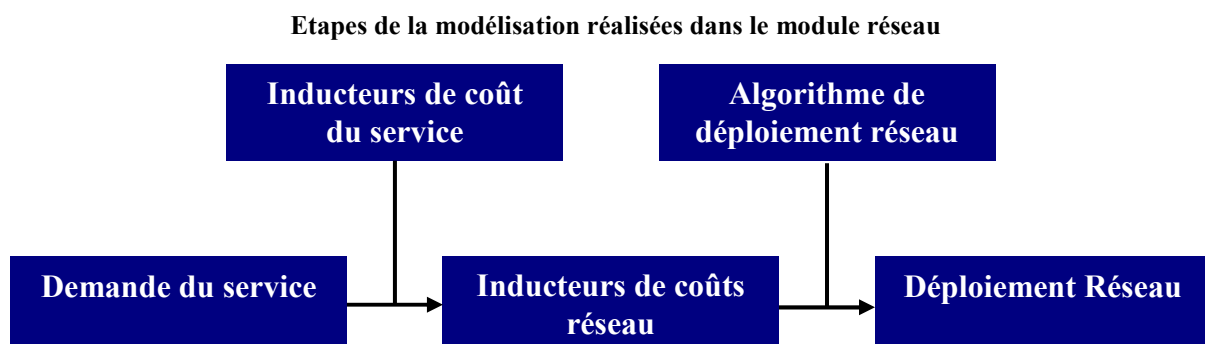 Etapes de la modélisation réalisées dans le module réseau
Inducteurs de coût
du service
Algorithme de
déploiement réseau
Demande du service
Inducteurs de coûts
réseau
Déploiement Réseau